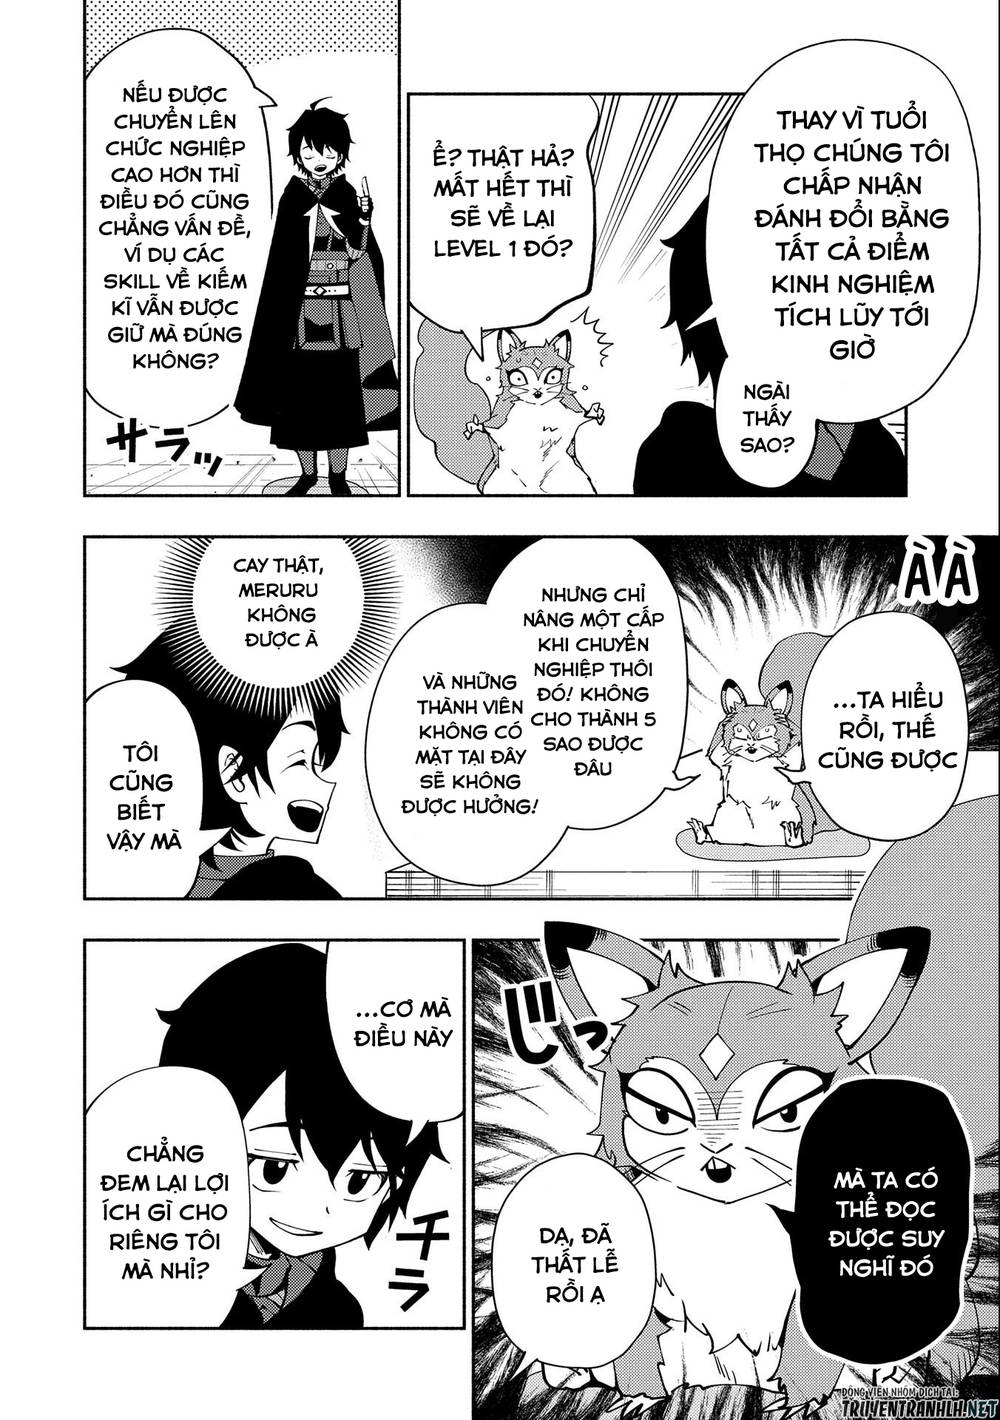 THAY VÌ TUỔI
THỌ CHÚNG TÔI
CHẤP NHẬN
ĐÁNH ĐỔI BẰNG
TẤT CẢ ĐIỂM
KINH NGHIỆM
TÍCH LŨY TỚI
GIỜ
NGÀI
THẤY
SAO?
Ể? THẬT HẢ?
MẤT HẾT THÌ
SẼ VỀ LẠI
LEVEL 1 ĐÓ?
NẾU ĐƯỢC
CHUYỂN LÊN
CHỨC NGHIỆP
CAO HƠN THÌ
ĐIỀU ĐÓ CŨNG
CHẲNG VẤN ĐỀ,
VÍ DỤ CÁC
SKILL VỀ KIẾM
KĨ VẪN ĐƯỢC
GIỮ MÀ ĐÚNG
KHÔNG?
サラッ
ÀÀ
...TA HIỂU
RỒI, THẾ
CŨNG ĐƯỢC
NHƯNG CHỈ
NÂNG MỘT CẤP
KHI CHUYỂN
NGHIỆP THÔI
ĐÓ! KHÔNG
CHO THÀNH 5
SAO ĐƯỢC
ĐÂU
VÀ NHỮNG
THÀNH VIÊN
KHÔNG CÓ
MẶT TẠI ĐÂY
SẼ KHÔNG
ĐƯỢC HƯỞNG!
CAY THẬT,
MERURU
KHÔNG
ĐƯỢC À
TÔI
CŨNG
BIẾT
VẬY MÀ
じっ
MÀ TA CÓ
THỂ ĐỌC
ĐƯỢC SUY
NGHĨ ĐÓ
DẠ, ĐÃ
THẤT LỄ
RỒI Ạ
...CƠ MÀ
ĐIỀU NÀY
CHẲNG
ĐEM LẠI LỢI
ÍCH GÌ CHO
RIÊNG TÔI
MÀ NHỈ?
チラ
ĐỘNG VIÊN NHÓM DỊCH TẠI:
TRUYENTRANHLH.NET